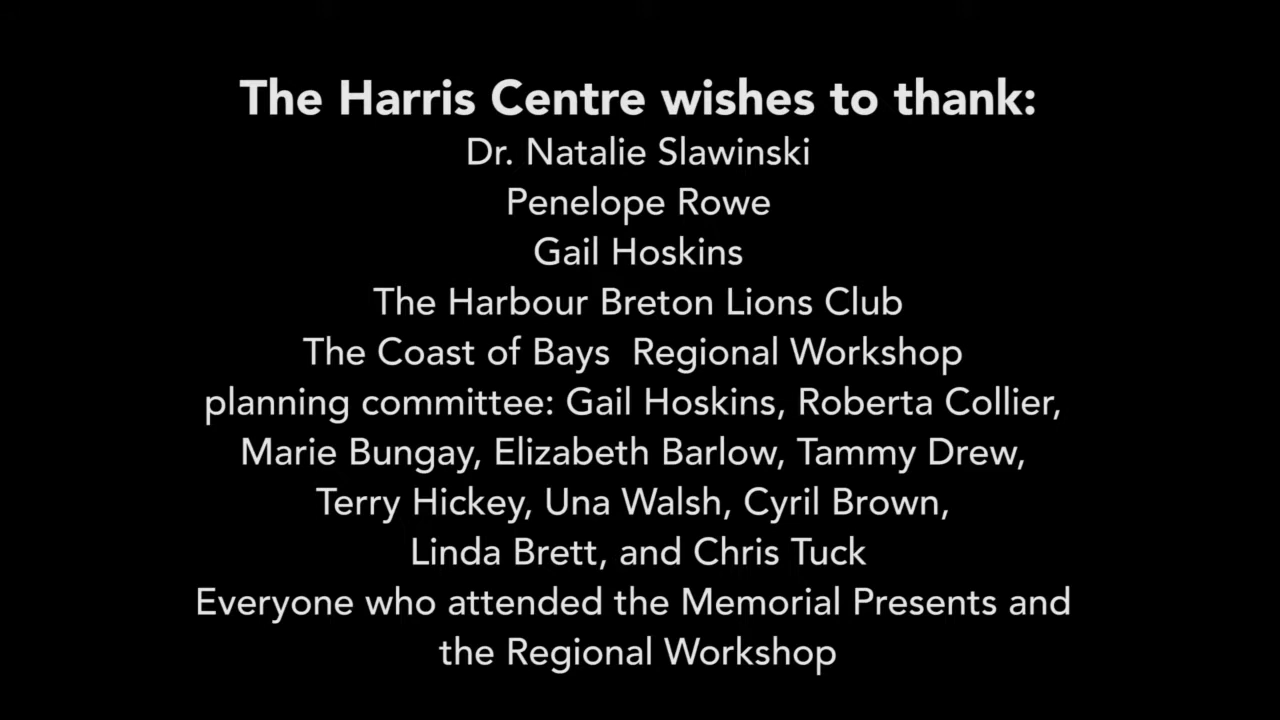 The Harris Centre wishes to thank:
Dr. Natalie Slawinski
Penelope Rowe
Gail Hoskins
The Harbour Breton Lions Club
The Coast of Bays  Regional Workshop
planning committee: Gail Hoskins, Roberta Collier,
Marie Bungay, Elizabeth Barlow, Tammy Drew,
Terry Hickey, Una Walsh, Cyril Brown,
Linda Brett, and Chris Tuck
Everyone who attended the Memorial Presents and
the Regional Workshop